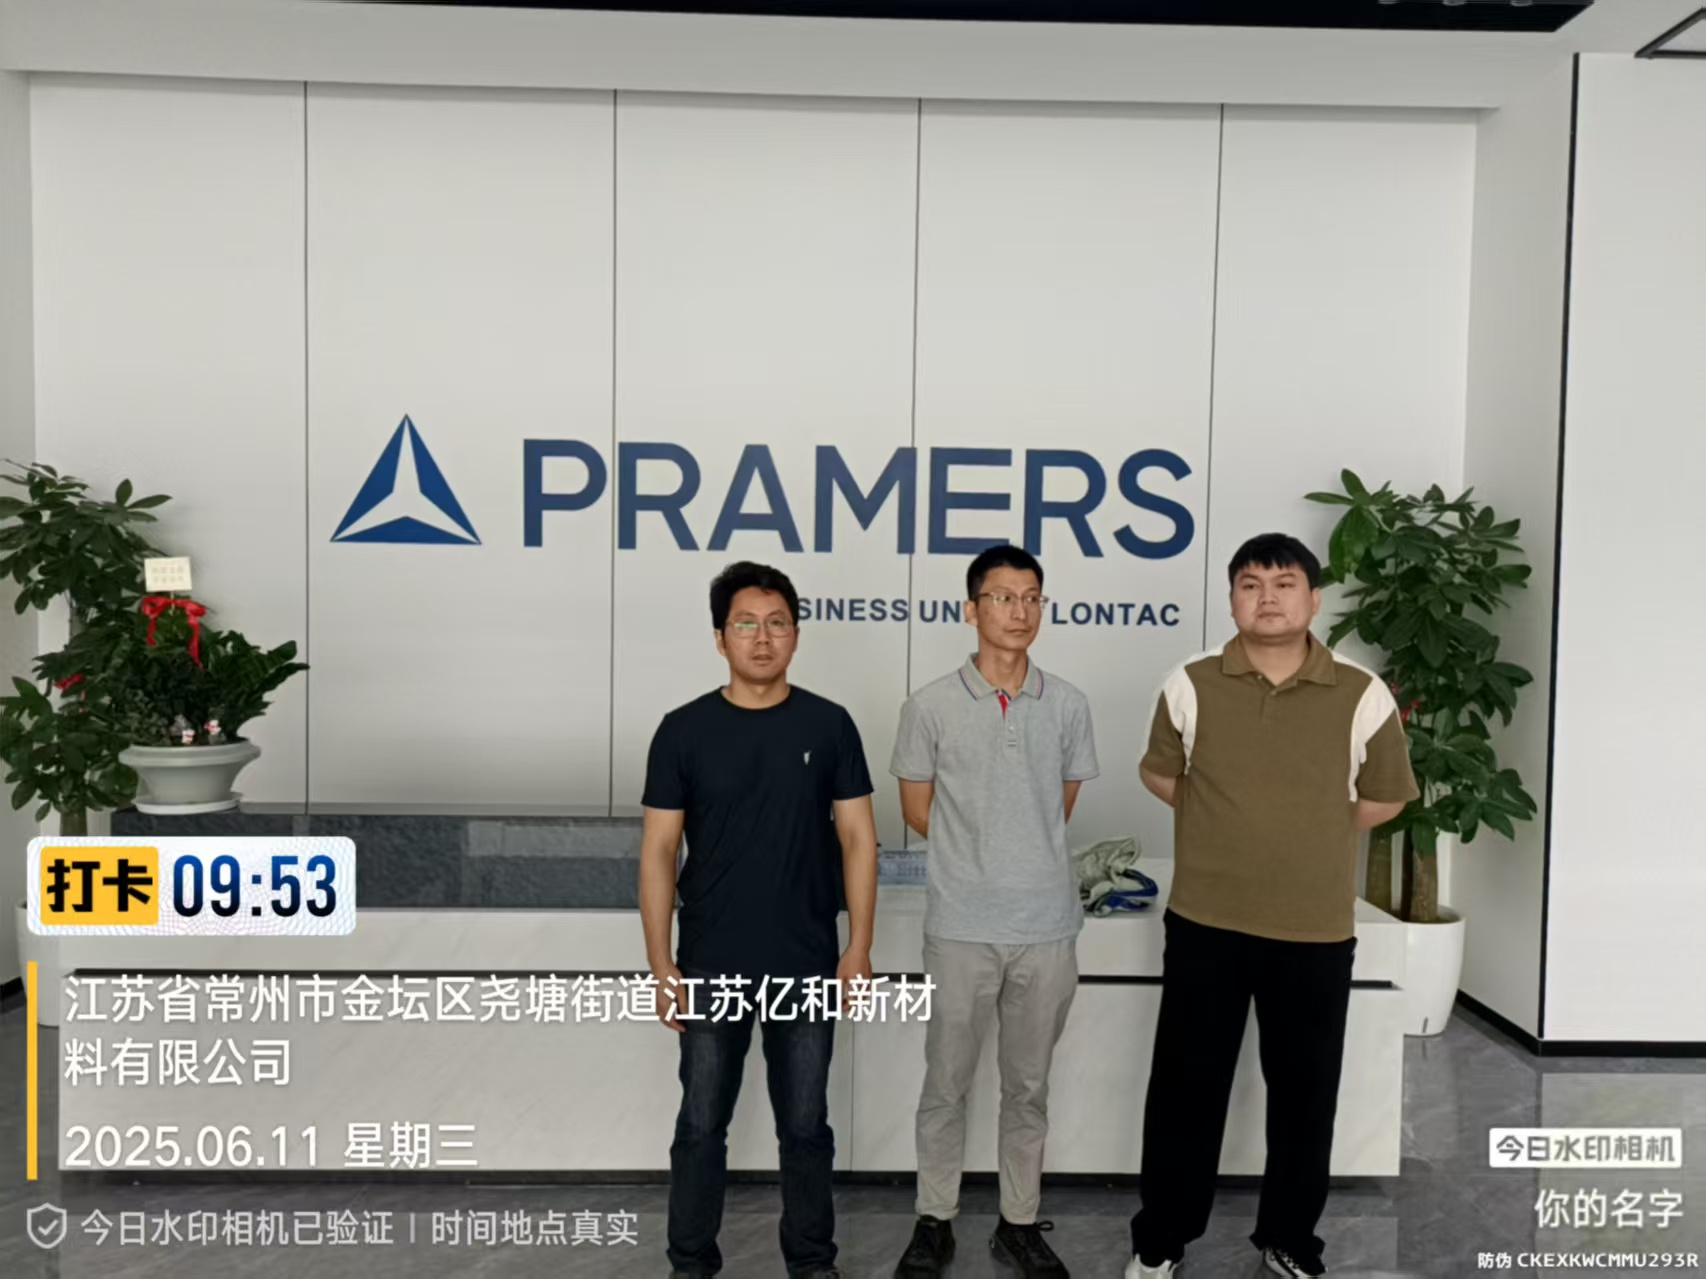 PRAMERS
SINESS UN LONTAC
打卡 09:53
江苏省常州市金坛区尧塘街道江苏亿和新材
料有限公司
2025.06.11 星期三
今日水印相机已验证 | 时间地点真实
今日水印相机
你的名字
防伪 CKEXKWCMMU293R